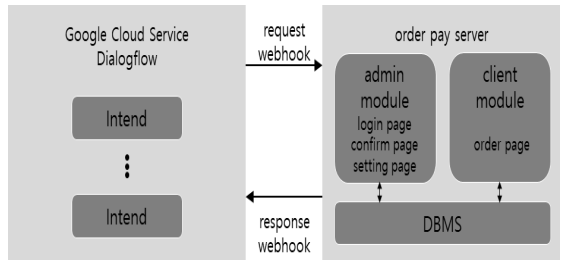 Google Cloud Service
Dialogflow
Intend
Intend
request
webhook
response
webhook
order pay server
admin
module
login page
confirm page
setting page
client
module
order page
DBMS